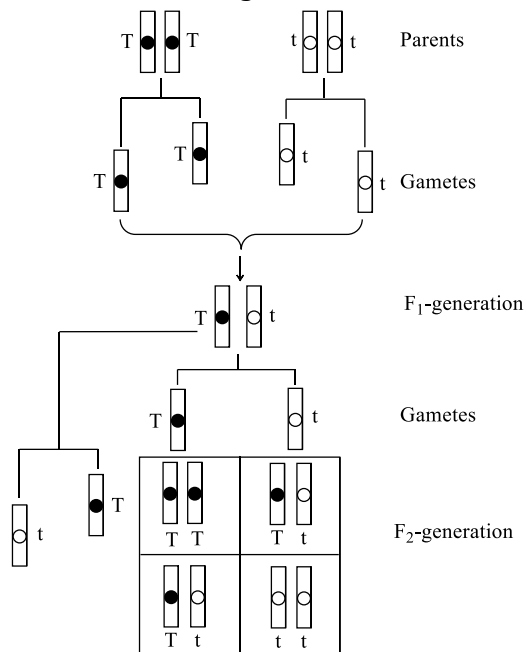 T T t t Parents
T t
T t Gametes
T t F₁-generation
T t Gametes
T
t
T T T t
F₂-generation
T t t t